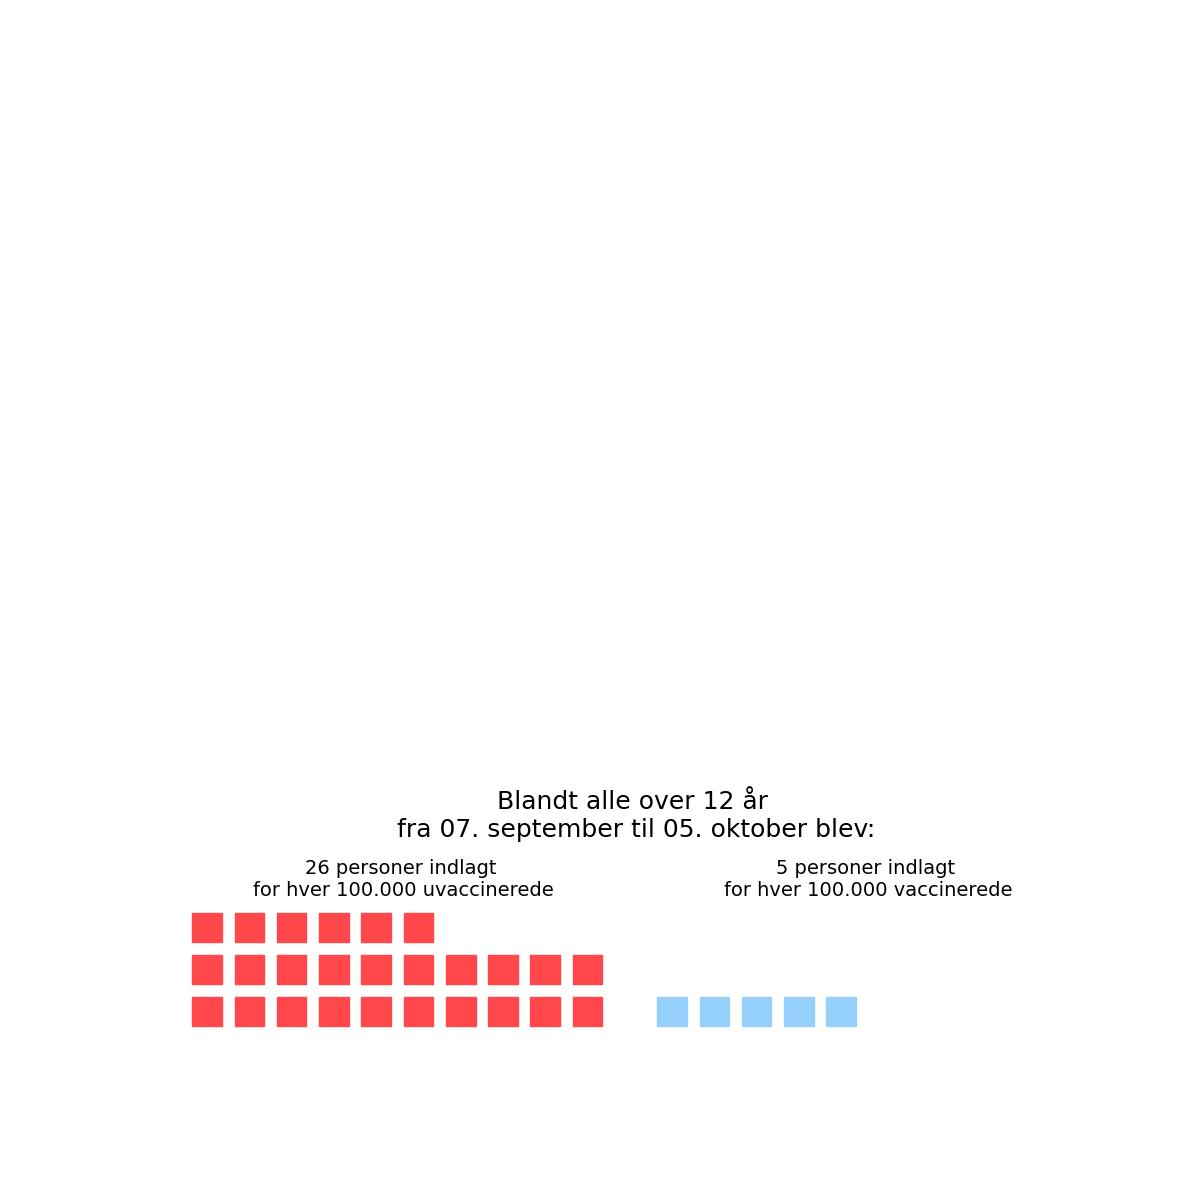 Blandt alle over 12 år
fra 07. september til 05. oktober blev:
26 personer indlagt
for hver 100.000 uvaccinerede
5 personer indlagt
for hver 100.000 vaccinerede